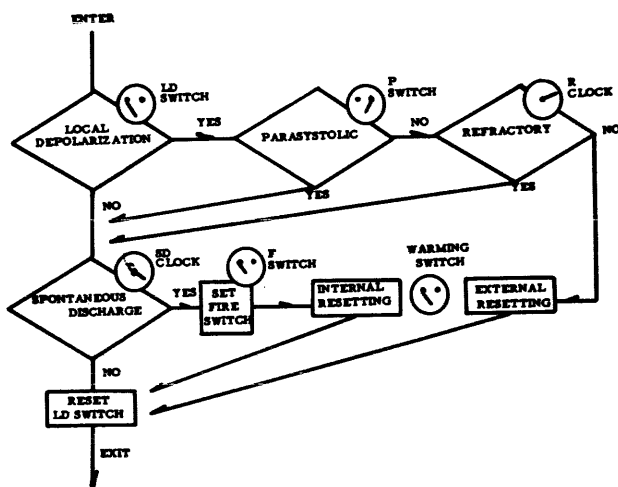 ENTER
LD
SWITCH
LOCAL
DEPOLARIZATION
YES
P
SWITCH
PARASYSTOLIC
NO
R
CLOCK
REFRACTORY
NO
NO
YES
YES
SD
CLOCK
SPONTANEOUS
DISCHARGE
YES
F
SWITCH
SET
FIRE
SWITCH
INTERNAL
RESETTING
WARMING
SWITCH
EXTERNAL
RESETTING
NO
RESET
LD SWITCH
EXIT